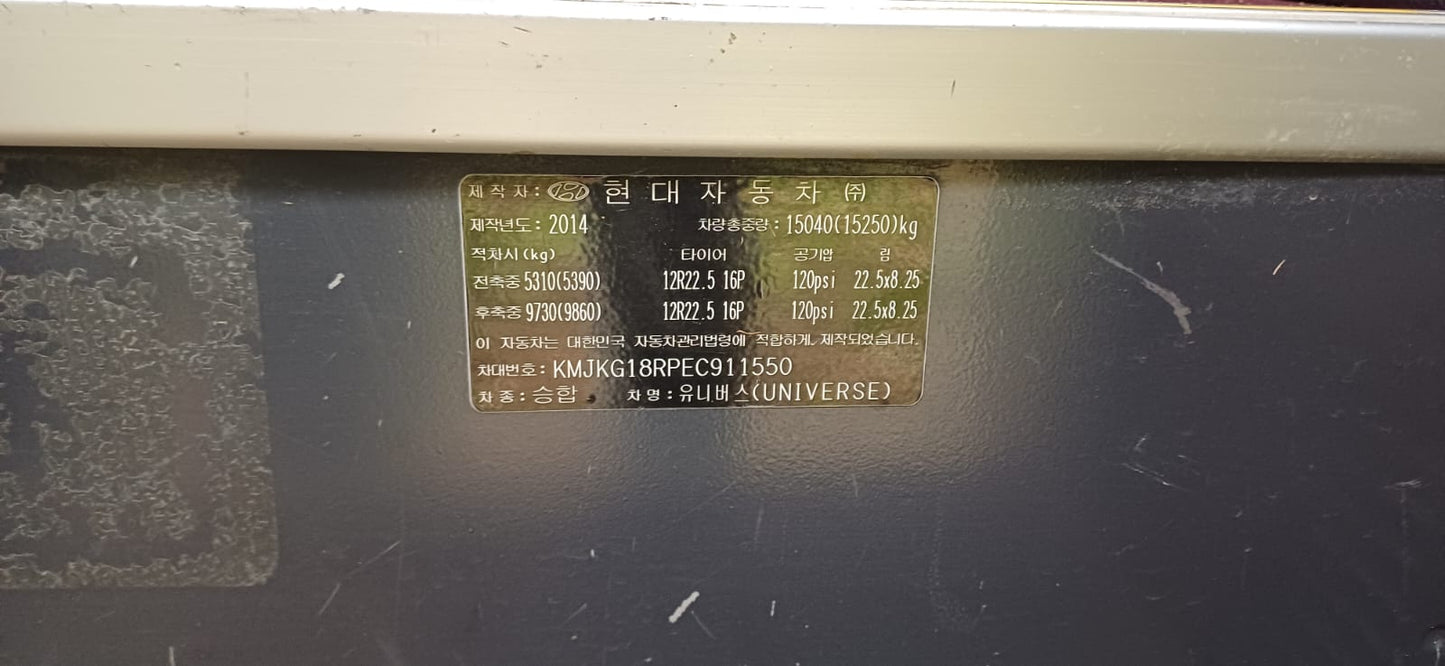 제 작 자 : 현 대 자 동 차 ㈜
제작년도 : 2014 차량총중량 : 15040(15250)kg
적차시(kg) 타이어 공기압 림
전축중 5310(5390) 12R22.5 16P 120psi 22.5x8.25
후축중 9730(9860) 12R22.5 16P 120psi 22.5x8.25
이 자동차는 대한민국 자동차관리법령에 적합하게 제작되었습니다.
차대번호 : KMJKG18RPEC911550
차 종 : 승합 차 명 : 유니버스(UNIVERSE)